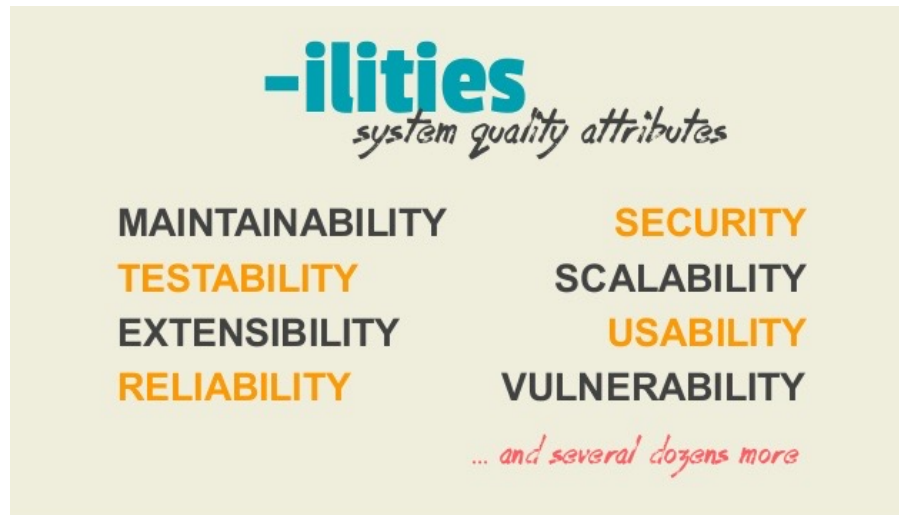 -ilities
system quality attributes
MAINTAINABILITY
TESTABILITY
EXTENSIBILITY
RELIABILITY
SECURITY
SCALABILITY
USABILITY
VULNERABILITY
... and several dozens more